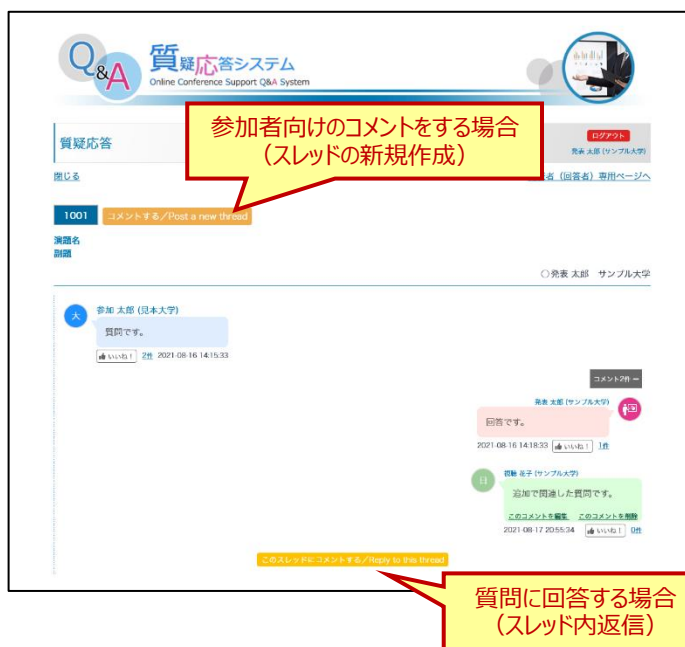 Q&A
質疑応答システム
Online Conference Support Q&A System
参加者向けのコメントをする場合
(スレッドの新規作成)
質疑応答
ログアウト
発表 太郎 (サンプル大学)
閉じる
者（回答者）専用ページへ
1001
コメントする／Post a new thread
演題名
副題
○発表 太郎 サンプル大学
大
参加 太郎 (見本大学)
質問です。
いいね！ 2件 2021-08-16 14:15:33
コメント2件 ー
発表 太郎 (サンプル大学)
回答です。
2021-08-16 14:18:33 いいね！ 1件
日
視聴 花子 (サンプル大学)
追加で関連した質問です。
このコメントを編集 このコメントを削除
2021-08-17 20:55:34 いいね！ 0件
このスレッドにコメントする／Reply to this thread
質問に回答する場合
(スレッド内返信)